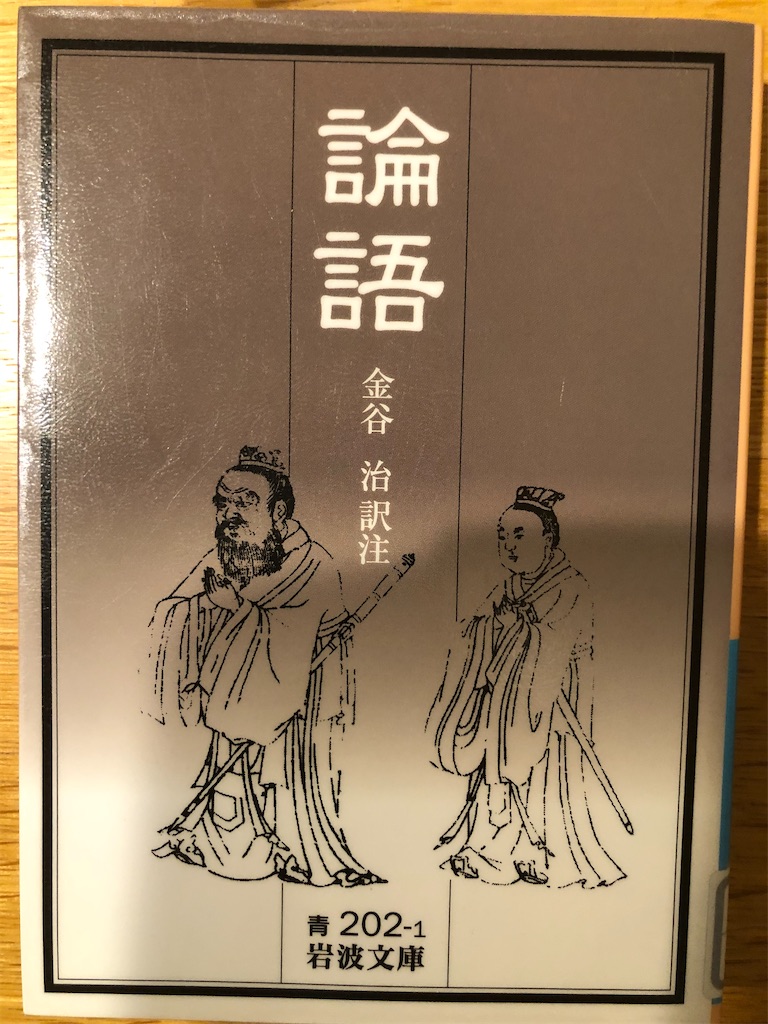 論語
金谷 治訳注
青 202-1
岩波文庫